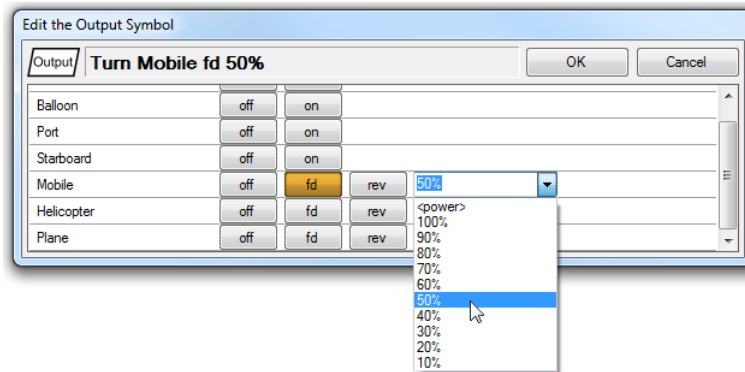 Edit the Output Symbol
Output Turn Mobile fd 50% OK Cancel
Balloon off on
Port off on
Starboard off on
Mobile off fd rev 50%
Helicopter off fd rev <power>
100%
Plane off fd rev 90%
80%
70%
60%
50%
40%
30%
20%
10%